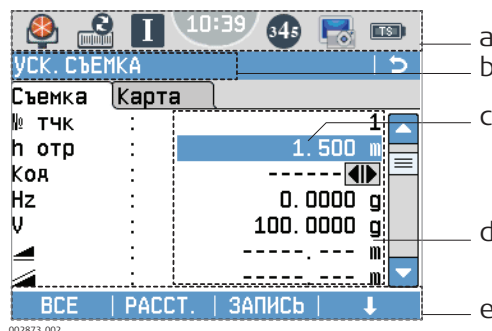 10:39 345 TS a
I
УСК. СЪЕМКА b
Съемка Карта
№ тчк : 1 c
h отр : 1.500 m
Код : ------
Hz : 0.0000 g
V : 100.0000 g d
: -----.--- m
: -----.--- m
ВСЕ РАССТ. ЗАПИСЬ e
002873_002